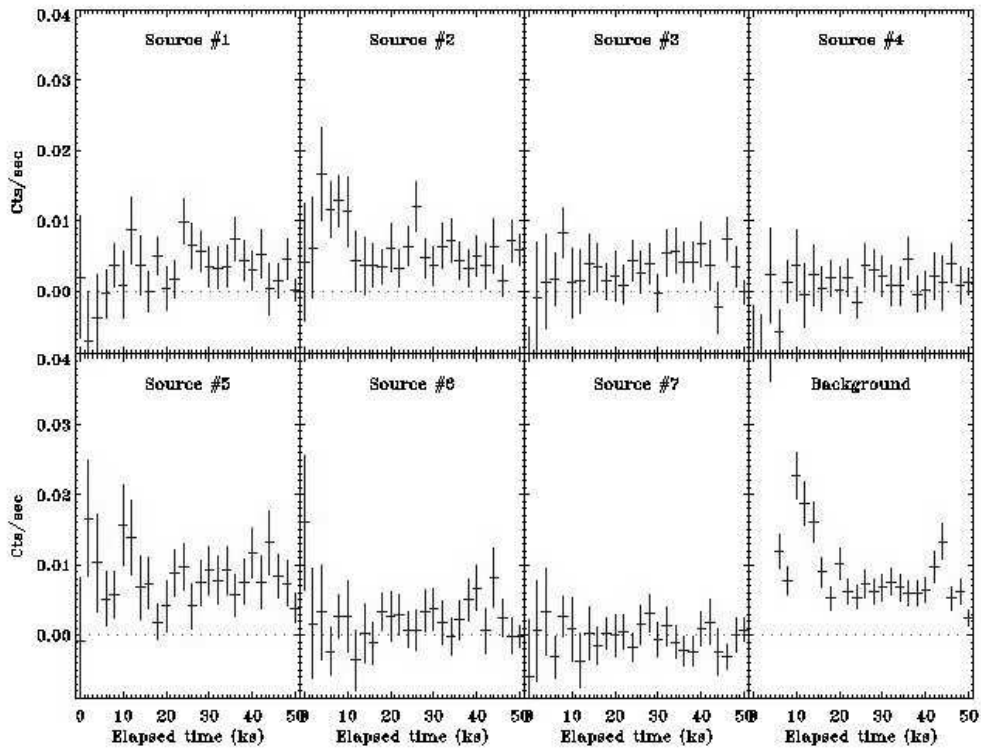 0.04
Source #1
Source #2
Source #3
Source #4
0.03
0.02
Cts/sec
0.01
0.00
0.04
Source #5
Source #6
Source #7
Background
0.03
0.02
Cts/sec
0.01
0.00
0 10 20 30 40 50 10 20 30 40 50 10 20 30 40 50 10 20 30 40 50
Elapsed time (ks) Elapsed time (ks) Elapsed time (ks) Elapsed time (ks)